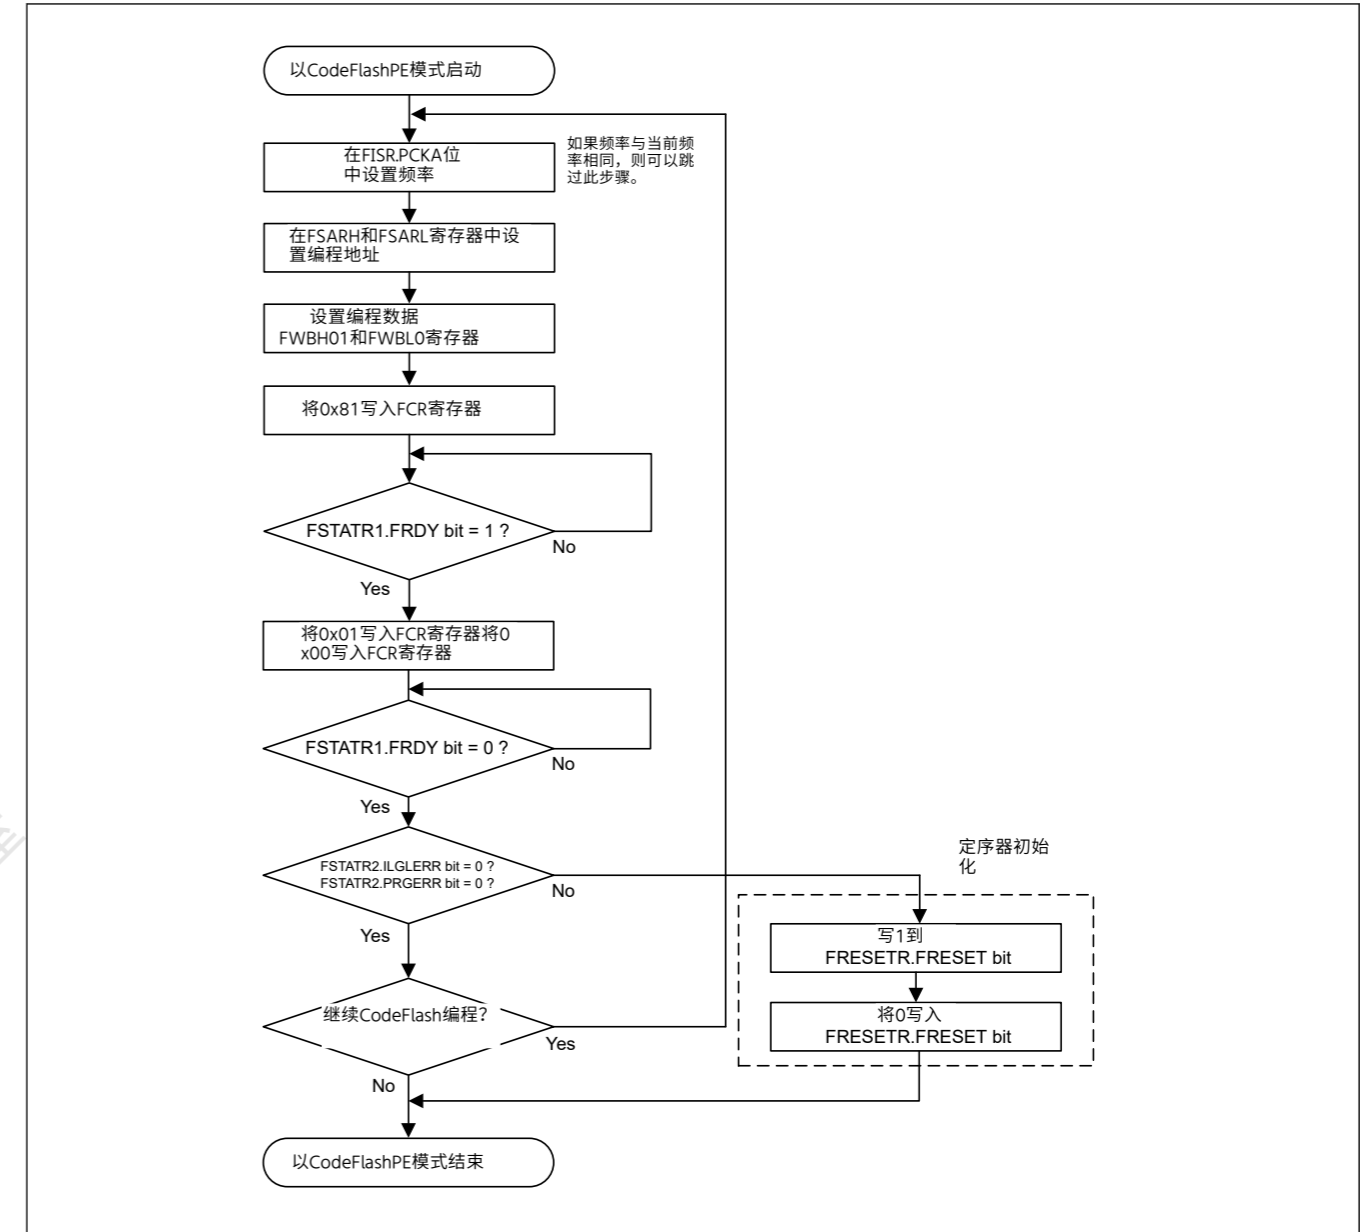 以CodeFlashPE模式启动
在FISR.PCKA位
中设置频率
如果频率与当前频
率相同，则可以跳
过此步骤。
在FSARH和FSARL寄存器中设
置编程地址
设置编程数据
FWBH01和FWBL0寄存器
将0x81写入FCR寄存器
FSTATR1.FRDY bit = 1 ?
No
Yes
将0x01写入FCR寄存器将0
x00写入FCR寄存器
FSTATR1.FRDY bit = 0 ?
No
Yes
FSTATR2.ILGLERR bit = 0 ?
FSTATR2.PRGERR bit = 0 ?
No
Yes
定序器初始
化
写1到
FRESETR.FRESET bit
将0写入
FRESETR.FRESET bit
继续CodeFlash编程？
Yes
No
以CodeFlashPE模式结束